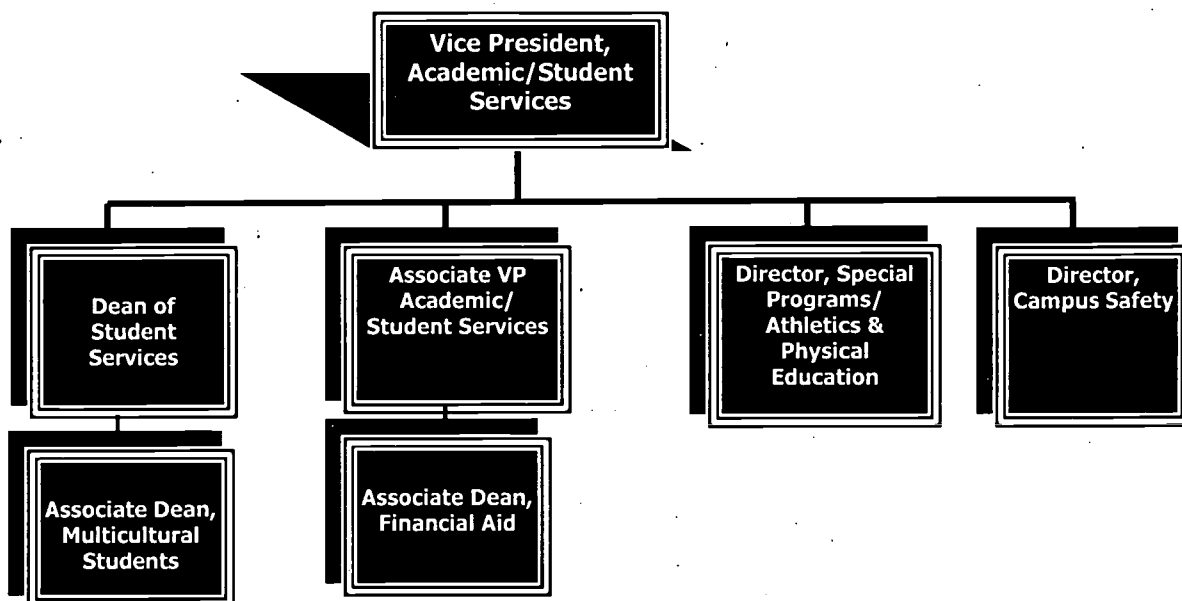 Vice President,
Academic/Student
Services
Dean of
Student
Services
Associate VP
Academic/
Student Services
Director, Special
Programs/
Athletics &
Physical
Education
Director,
Campus Safety
Associate Dean,
Multicultural
Students
Associate Dean,
Financial Aid